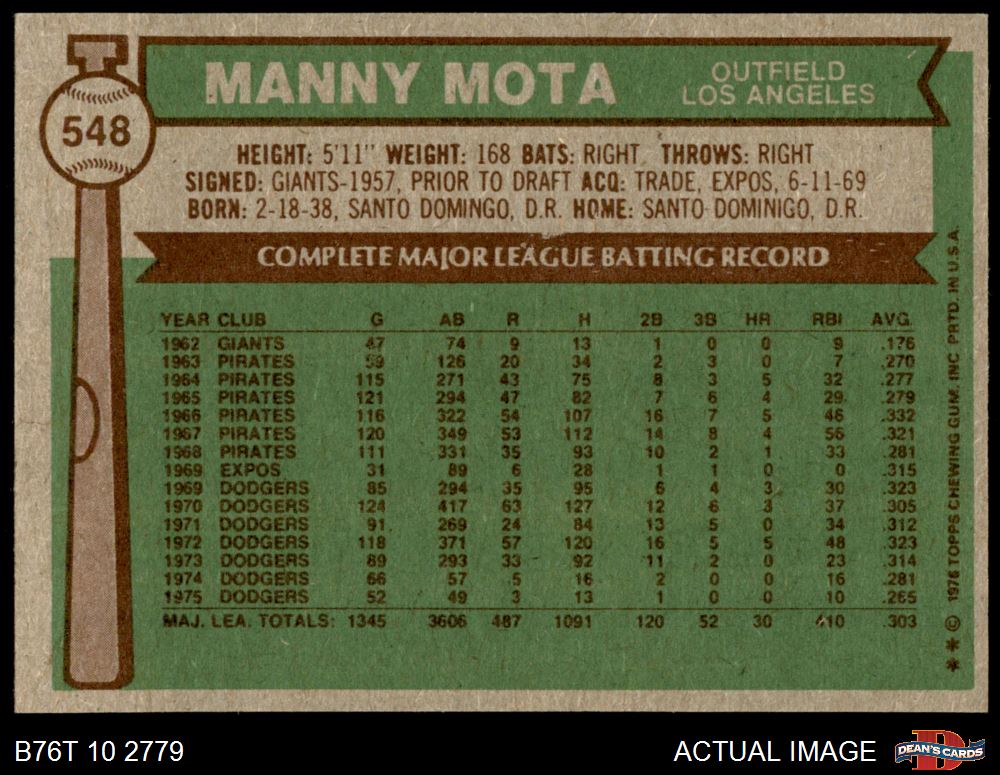 MANNY MOTA
OUTFIELD
LOS ANGELES
548
HEIGHT: 5'11" WEIGHT: 168 BATS: RIGHT THROWS: RIGHT
SIGNED: GIANTS-1957, PRIOR TO DRAFT ACQ: TRADE, EXPOS, 6-11-69
BORN: 2-18-38, SANTO DOMINGO, D.R. HOME: SANTO DOMINIGO, D.R.
COMPLETE MAJOR LEAGUE BATTING RECORD
YEAR CLUB G AB R H 2B 3B HR RBI AVG.
1962 GIANTS 47 74 9 13 1 0 0 9 .176
1963 PIRATES 59 126 20 34 2 3 0 7 .270
1964 PIRATES 115 271 43 75 8 3 5 32 .277
1965 PIRATES 121 294 47 82 7 6 4 29 .279
1966 PIRATES 116 322 54 107 16 7 5 46 .332
1967 PIRATES 120 349 53 112 14 8 4 56 .321
1968 PIRATES 111 331 35 93 10 2 1 33 .281
1969 EXPOS 31 89 6 28 1 1 0 0 .315
1969 DODGERS 85 294 35 95 6 4 3 30 .323
1970 DODGERS 124 417 63 127 12 6 3 37 .305
1971 DODGERS 91 269 24 84 13 5 0 34 .312
1972 DODGERS 118 371 57 120 16 5 5 48 .323
1973 DODGERS 89 293 33 92 11 2 0 23 .314
1974 DODGERS 66 57 5 16 2 0 0 16 .281
1975 DODGERS 52 49 3 13 1 0 0 10 .265
MAJ. LEA. TOTALS: 1345 3606 487 1091 120 52 30 410 .303
** © 1976 TOPPS CHEWING GUM, INC. PRTD. IN U.S.A.
B76T 10 2779
ACTUAL IMAGE
DEAN'S CARDS